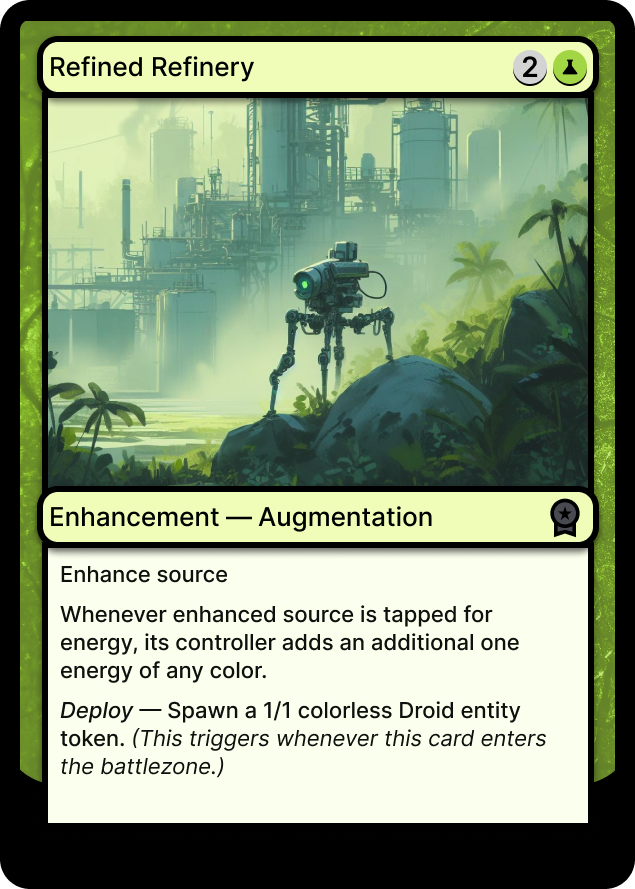 Refined Refinery 2
Enhancement — Augmentation
Enhance source
Whenever enhanced source is tapped for
energy, its controller adds an additional one
energy of any color.
Deploy — Spawn a 1/1 colorless Droid entity
token. (This triggers whenever this card enters
the battlezone.)